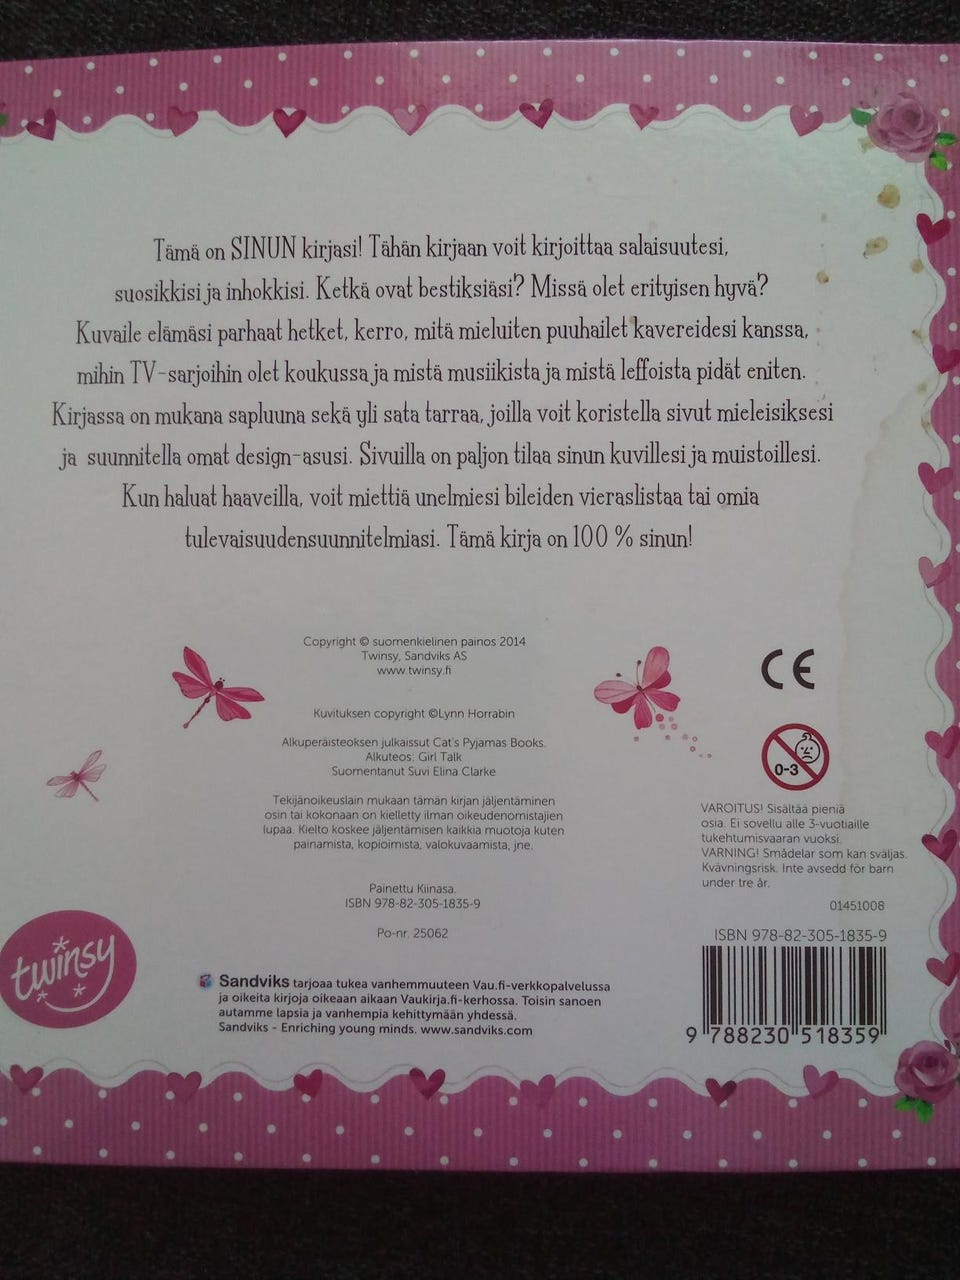 Tämä on SINUN kirjasi! Tähän kirjaan voit kirjoittaa salaisuutesi,
suosikkisi ja inhokkisi. Ketkä ovat bestiksiäsi? Missä olet erityisen hyvä?
Kuvaile elämäsi parhaat hetket, kerro, mitä mieluiten puuhailet kavereidesi kanssa,
mihin TV-sarjoihin olet koukussa ja mistä musiikista ja mistä leffoista pidät eniten.
Kirjassa on mukana sapluuna sekä yli sata tarraa, joilla voit koristella sivut mieleisiksesi
ja suunnitella omat design-asusi. Sivuilla on paljon tilaa sinun kuvillesi ja muistoillesi.
Kun haluat haaveilla, voit miettiä unelmiesi bileiden vieraslistaa tai omia
tulevaisuudensuunnitelmiasi. Tämä kirja on 100 % sinun!
Copyright © suomenkielinen painos 2014
Twinsy, Sandviks AS
www.twinsy.fi
Kuvituksen copyright ©Lynn Horrabin
Alkuperäisteoksen julkaissut Cat's Pyjamas Books.
Alkuteos: Girl Talk
Suomentanut Suvi Elina Clarke
Tekijänoikeuslain mukaan tämän kirjan jäljentäminen
osin tai kokonaan on kielletty ilman oikeudenomistajien
lupaa. Kielto koskee jäljentämisen kaikkia muotoja kuten
painamista, kopioimista, valokuvaamista, jne.
Painettu Kiinasa.
ISBN 978-82-305-1835-9
Po-nr. 25062
CE
0-3
VAROITUS! Sisältää pieniä
osia. Ei sovellu alle 3-vuotiaille
tukehtumisvaaran vuoksi.
VARNING! Smådelar som kan sväljas.
Kvävningsrisk. Inte avsedd för barn
under tre år.
01451008
ISBN 978-82-305-1835-9
9 788230 518359
twinsy
Sandviks tarjoaa tukea vanhemmuuteen Vau.fi-verkkopalvelussa
ja oikeita kirjoja oikeaan aikaan Vaukirja.fi-kerhossa. Toisin sanoen
autamme lapsia ja vanhempia kehittymään yhdessä.
Sandviks - Enriching young minds. www.sandviks.com